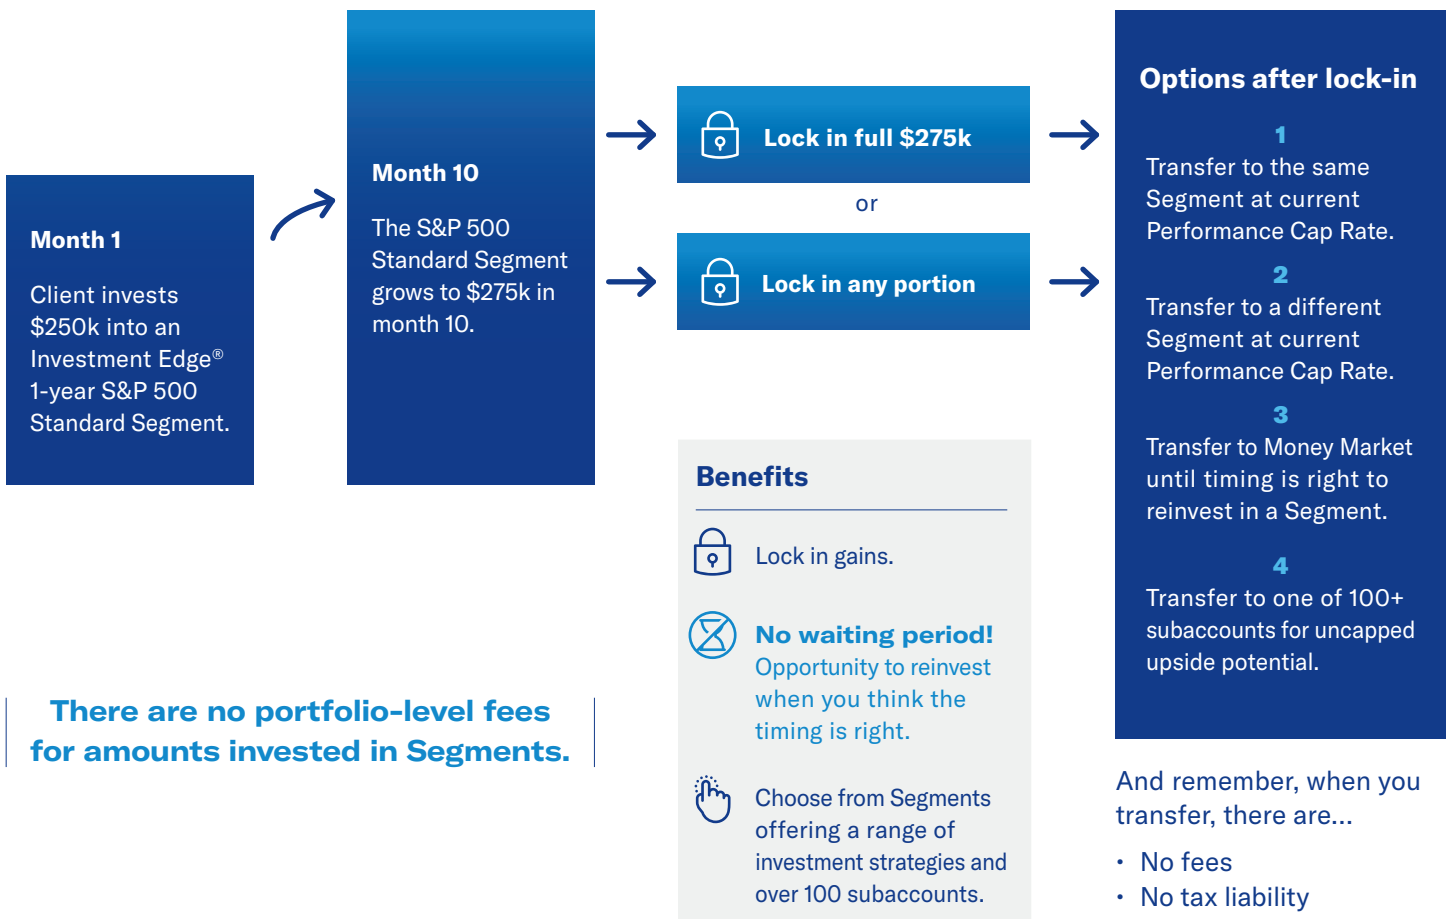 Month 1
Client invests
$250k into an
Investment Edge®
1-year S&P 500
Standard Segment.
Month 10
The S&P 500
Standard Segment
grows to $275k in
month 10.
Lock in full $275k
or
Lock in any portion
Options after lock-in
1
Transfer to the same
Segment at current
Performance Cap Rate.
2
Transfer to a different
Segment at current
Performance Cap Rate.
3
Transfer to Money Market
until timing is right to
reinvest in a Segment.
4
Transfer to one of 100+
subaccounts for uncapped
upside potential.
Benefits
Lock in gains.
No waiting period!
Opportunity to reinvest
when you think the
timing is right.
Choose from Segments
offering a range of
investment strategies and
over 100 subaccounts.
There are no portfolio-level fees
for amounts invested in Segments.
And remember, when you
transfer, there are...
• No fees
• No tax liability